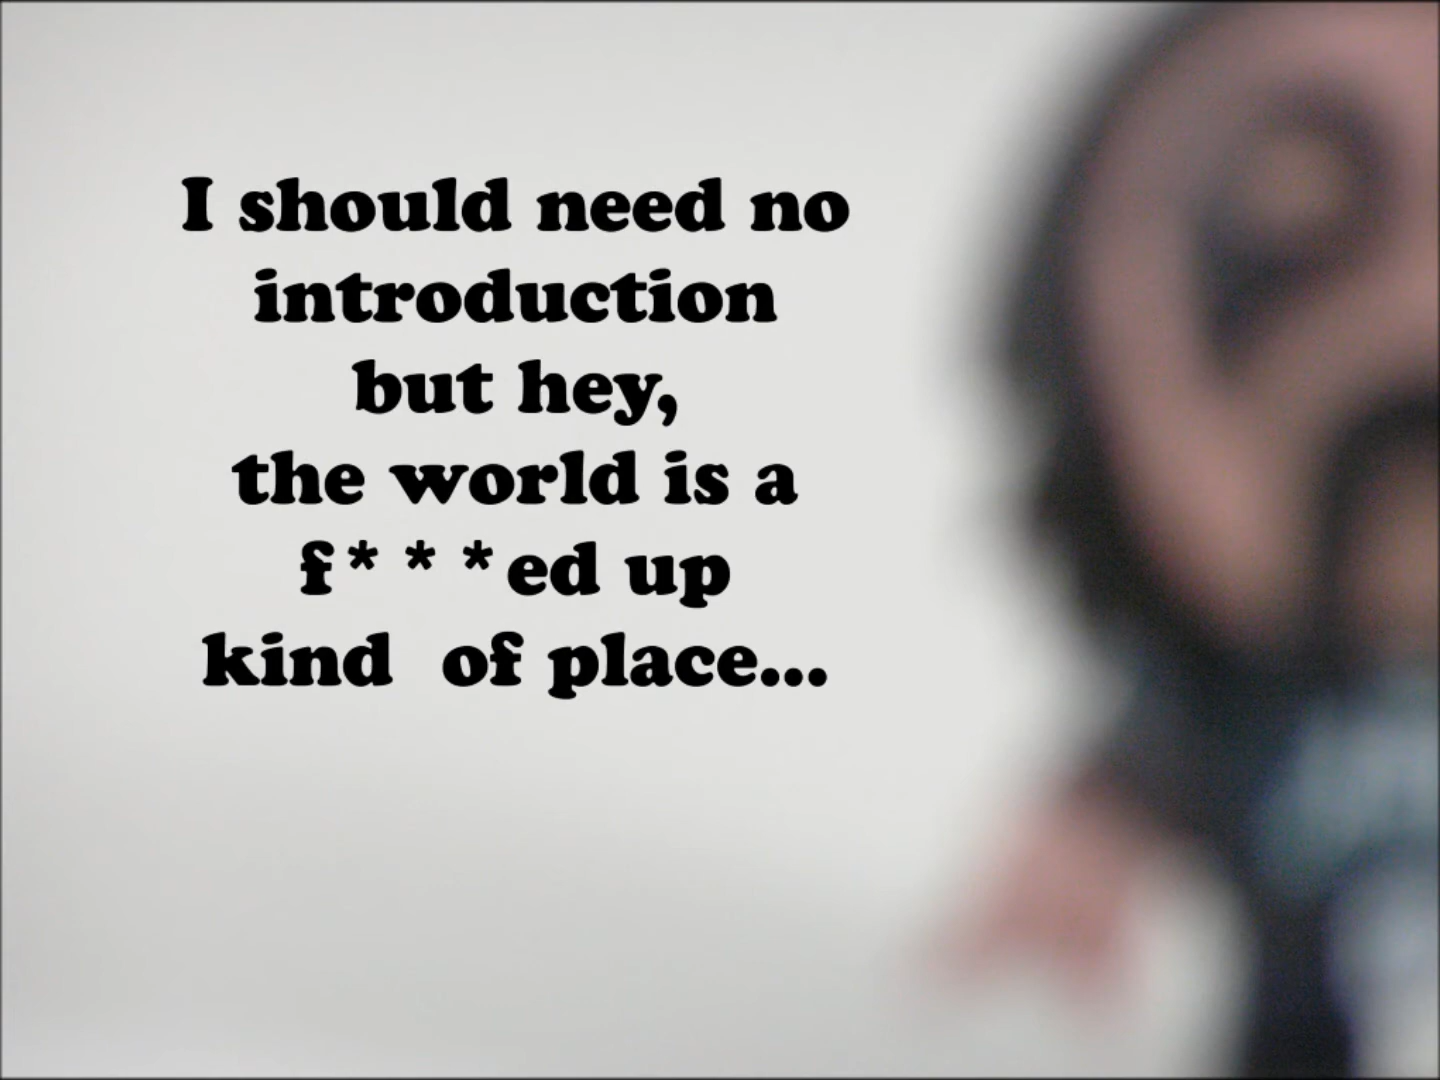 I should need no
introduction
but hey,
the world is a
f***ed up
kind of place...